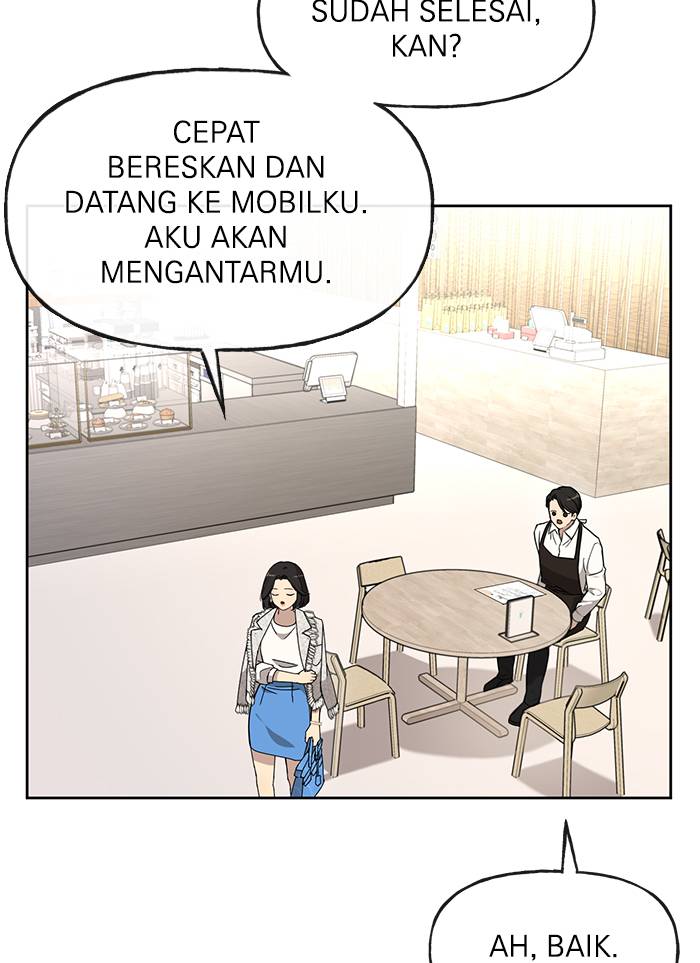 SUDAH SELESAI,
KAN?
CEPAT
BERESKAN DAN
DATANG KE MOBILKU.
AKU AKAN
MENGANTARMU.
AH, BAIK.